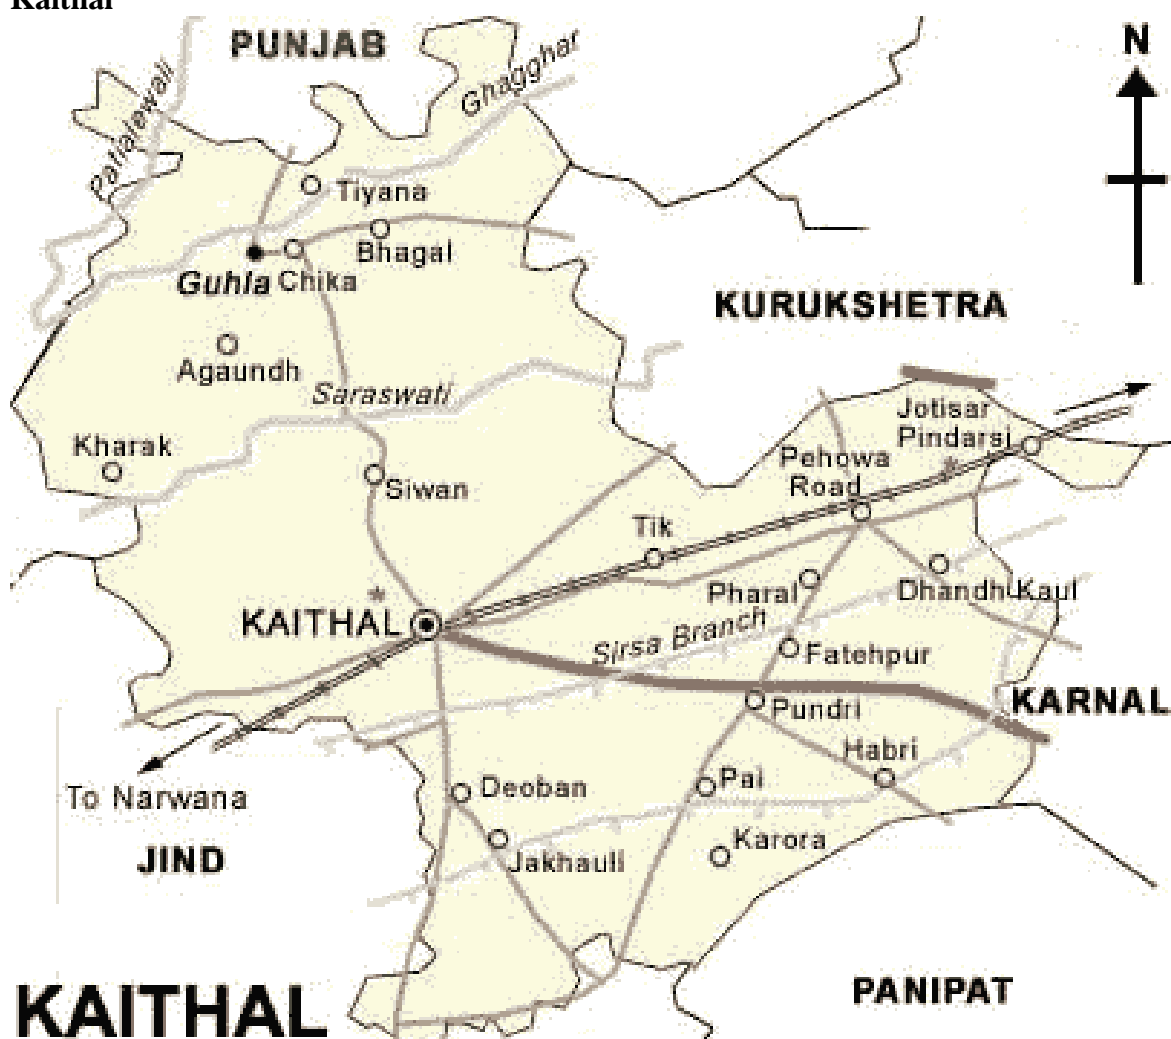 Kaithal
PUNJAB
N
Ghagghar
Patialewali
Tiyana
Bhagal
Guhla Chika
KURUKSHETRA
Agaundh
Saraswati
Jotisar
Pindarsi
Kharak
Pehowa
Road
Siwan
Tik
Pharal
Dhandh Kaul
KAITHAL
Sirsa Branch
Fatehpur
KARNAL
Pundri
Habri
Pai
Deoban
To Narwana
Karora
JIND
Jakhauli
PANIPAT
KAITHAL